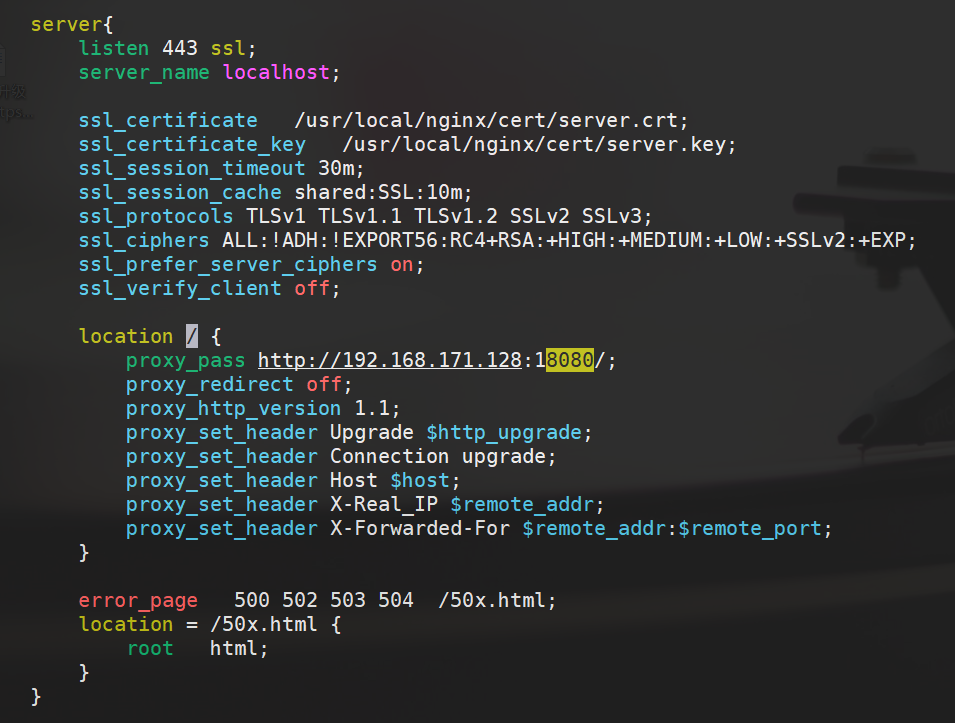 server{
    listen 443 ssl;
    server_name localhost;
    ssl_certificate   /usr/local/nginx/cert/server.crt;
    ssl_certificate_key   /usr/local/nginx/cert/server.key;
    ssl_session_timeout 30m;
    ssl_session_cache shared:SSL:10m;
    ssl_protocols TLSv1 TLSv1.1 TLSv1.2 SSLv2 SSLv3;
    ssl_ciphers ALL:!ADH:!EXPORT56:RC4+RSA:+HIGH:+MEDIUM:+LOW:+SSLv2:+EXP;
    ssl_prefer_server_ciphers on;
    ssl_verify_client off;
    location / {
        proxy_pass http://192.168.171.128:18080/;
        proxy_redirect off;
        proxy_http_version 1.1;
        proxy_set_header Upgrade $http_upgrade;
        proxy_set_header Connection upgrade;
        proxy_set_header Host $host;
        proxy_set_header X-Real_IP $remote_addr;
        proxy_set_header X-Forwarded-For $remote_addr:$remote_port;
    }
    error_page   500 502 503 504  /50x.html;
    location = /50x.html {
        root   html;
    }
}